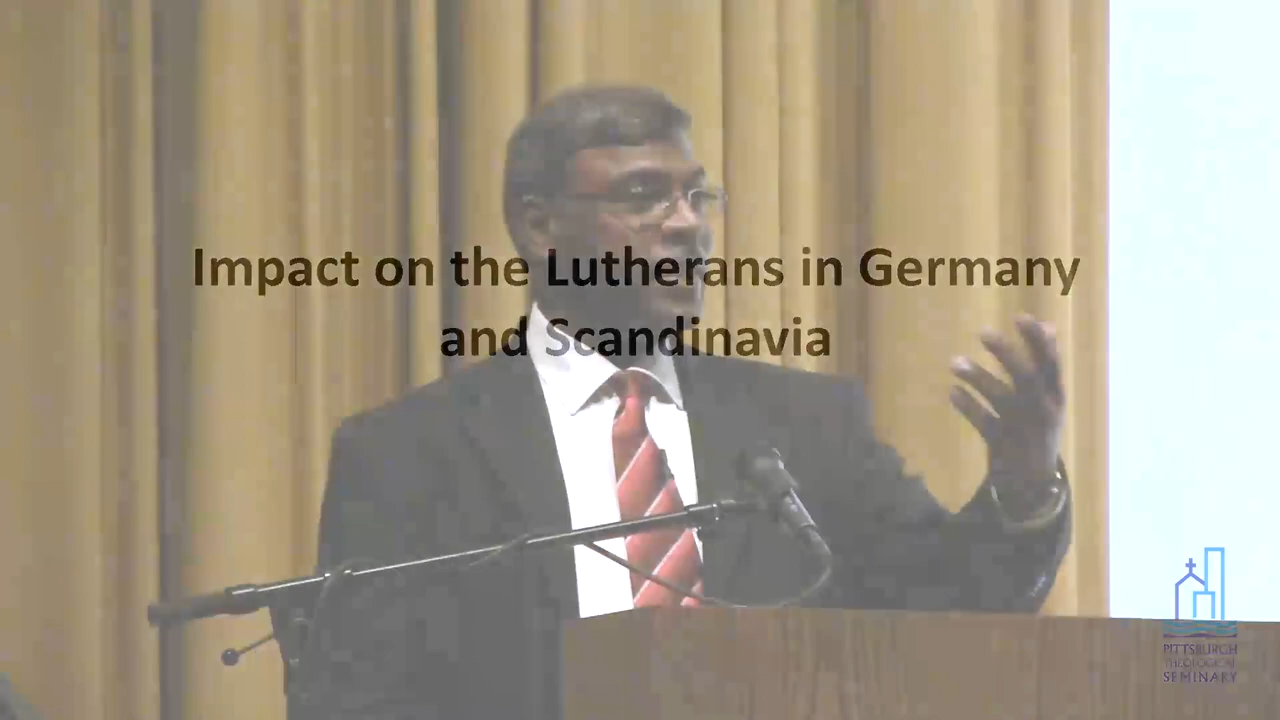 Impact on the Lutherans in Germany
and Scandinavia
PITTSBURGH
THEOLOGICAL
SEMINARY